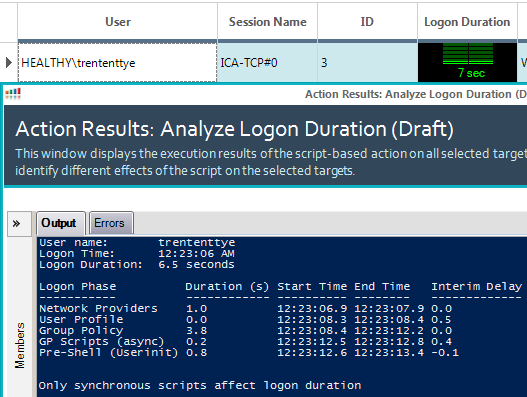 User Session Name ID Logon Duration
HEALTHY\trententtye ICA-TCP#0 3
7 sec
Action Results: Analyze Logon Duration (D
Action Results: Analyze Logon Duration (Draft)
This window displays the execution results of the script-based action on all selected targe
identify different effects of the script on the selected targets.
» Output Errors
Members
User name: trententtye
Logon Time: 12:23:06 AM
Logon Duration: 6.5 seconds
Logon Phase Duration (s) Start Time End Time Interim Delay
----------- ------------ ---------- -------- -------------
Network Providers 1.0 12:23:06.9 12:23:07.9 0.0
User Profile 0.0 12:23:08.3 12:23:08.4 0.5
Group Policy 3.8 12:23:08.4 12:23:12.2 0.0
GP Scripts (async) 0.2 12:23:12.5 12:23:12.8 0.4
Pre-Shell (Userinit) 0.8 12:23:12.6 12:23:13.4 -0.1
Only synchronous scripts affect logon duration